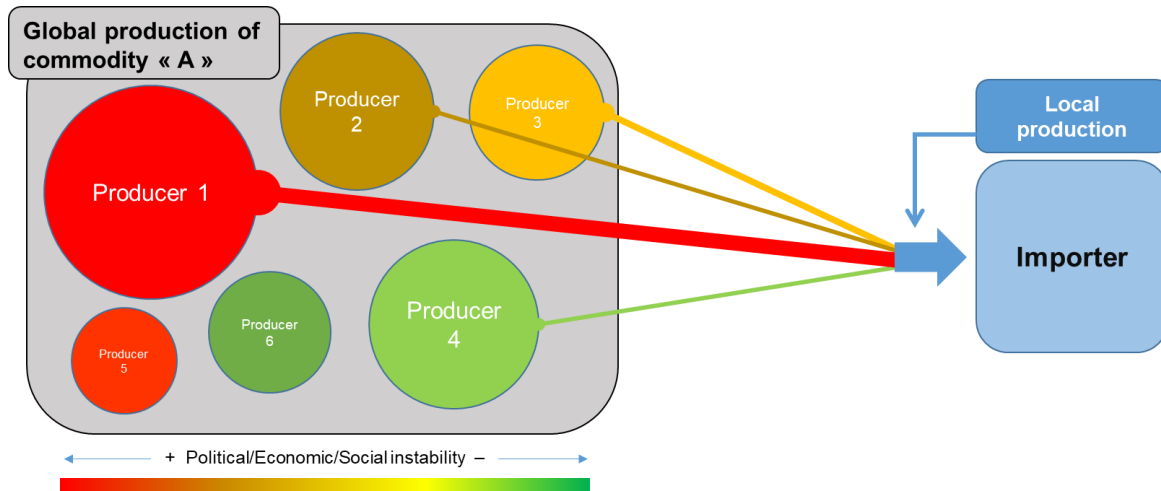 Global production of
commodity « A »
Producer
2
Producer
3
Local
production
Producer 1
Importer
Producer
4
Producer
6
Producer
5
+ Political/Economic/Social instability –